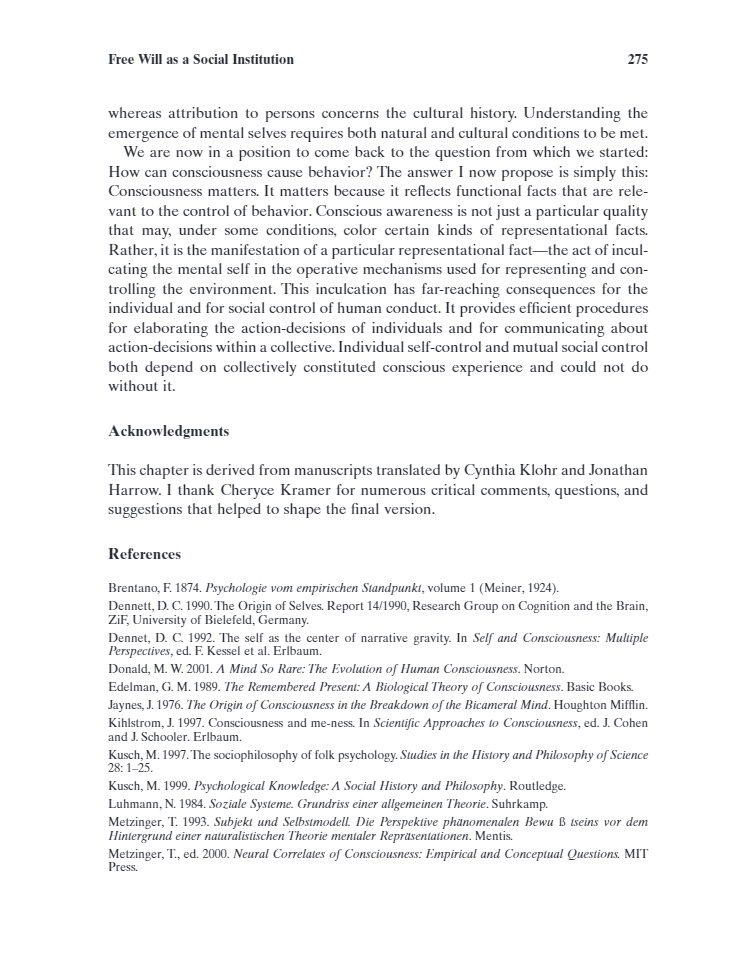 Free Will as a Social Institution 275
whereas attribution to persons concerns the cultural history. Understanding the
emergence of mental selves requires both natural and cultural conditions to be met.
We are now in a position to come back to the question from which we started:
How can consciousness cause behavior? The answer I now propose is simply this:
Consciousness matters. It matters because it reflects functional facts that are rele-
vant to the control of behavior. Conscious awareness is not just a particular quality
that may, under some conditions, color certain kinds of representational facts.
Rather, it is the manifestation of a particular representational fact—the act of incul-
cating the mental self in the operative mechanisms used for representing and con-
trolling the environment. This inculcation has far-reaching consequences for the
individual and for social control of human conduct. It provides efficient procedures
for elaborating the action-decisions of individuals and for communicating about
action-decisions within a collective. Individual self-control and mutual social control
both depend on collectively constituted conscious experience and could not do
without it.
Acknowledgments
This chapter is derived from manuscripts translated by Cynthia Klohr and Jonathan
Harrow. I thank Cheryce Kramer for numerous critical comments, questions, and
suggestions that helped to shape the final version.
References
Brentano, F. 1874. Psychologie vom empirischen Standpunkt, volume 1 (Meiner, 1924).
Dennett, D. C. 1990. The Origin of Selves. Report 14/1990, Research Group on Cognition and the Brain,
ZiF, University of Bielefeld, Germany.
Dennet, D. C. 1992. The self as the center of narrative gravity. In Self and Consciousness: Multiple
Perspectives, ed. F. Kessel et al. Erlbaum.
Donald, M. W. 2001. A Mind So Rare: The Evolution of Human Consciousness. Norton.
Edelman, G. M. 1989. The Remembered Present: A Biological Theory of Consciousness. Basic Books.
Jaynes, J. 1976. The Origin of Consciousness in the Breakdown of the Bicameral Mind. Houghton Mifflin.
Kihlstrom, J. 1997. Consciousness and me-ness. In Scientific Approaches to Consciousness, ed. J. Cohen
and J. Schooler. Erlbaum.
Kusch, M. 1997. The sociophilosophy of folk psychology. Studies in the History and Philosophy of Science
28: 1–25.
Kusch, M. 1999. Psychological Knowledge: A Social History and Philosophy. Routledge.
Luhmann, N. 1984. Soziale Systeme. Grundriss einer allgemeinen Theorie. Suhrkamp.
Metzinger, T. 1993. Subjekt und Selbstmodell. Die Perspektive phänomenalen Bewu ß tseins vor dem
Hintergrund einer naturalistischen Theorie mentaler Repräsentationen. Mentis.
Metzinger, T., ed. 2000. Neural Correlates of Consciousness: Empirical and Conceptual Questions. MIT
Press.